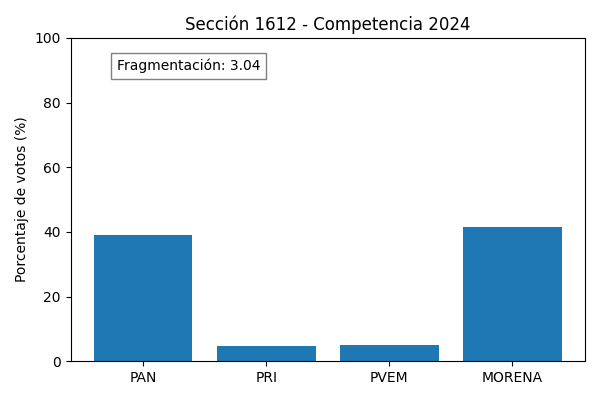 Sección 1612 - Competencia 2024
Fragmentación: 3.04
Porcentaje de votos (%)
100
80
60
40
20
0
PAN PRI PVEM MORENA